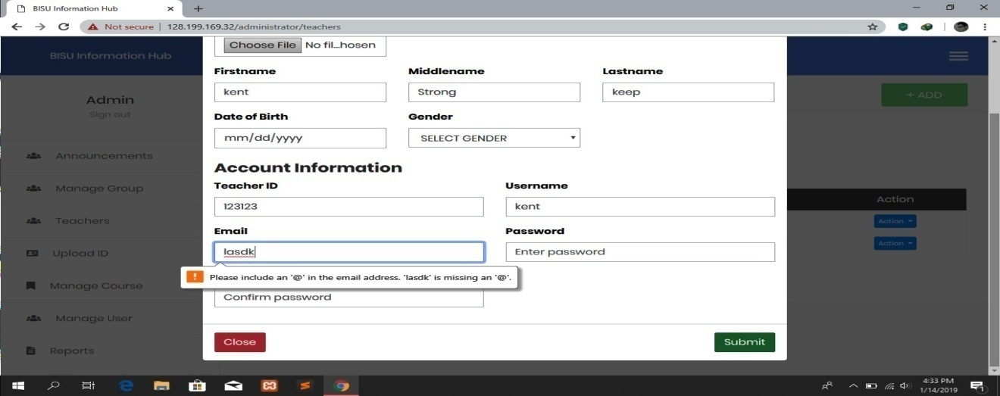 BISU Information Hub
Not secure | 128.199.169.32/administrator/teachers
BISU Information Hub
Choose File No fil...hosen
Admin
Sign out
+ ADD
Announcements
Manage Group
Teachers
Upload ID
Manage Course
Manage User
Reports
Firstname Middlename Lastname
kent Strong keep
Date of Birth Gender
mm/dd/yyyy SELECT GENDER
Account Information
Teacher ID Username
123123 kent
Email Password
lasdk Enter password
Please include an '@' in the email address. 'lasdk' is missing an '@'.
Confirm password
Close Submit
Action
Action
Action
4:33 PM
1/14/2019
1